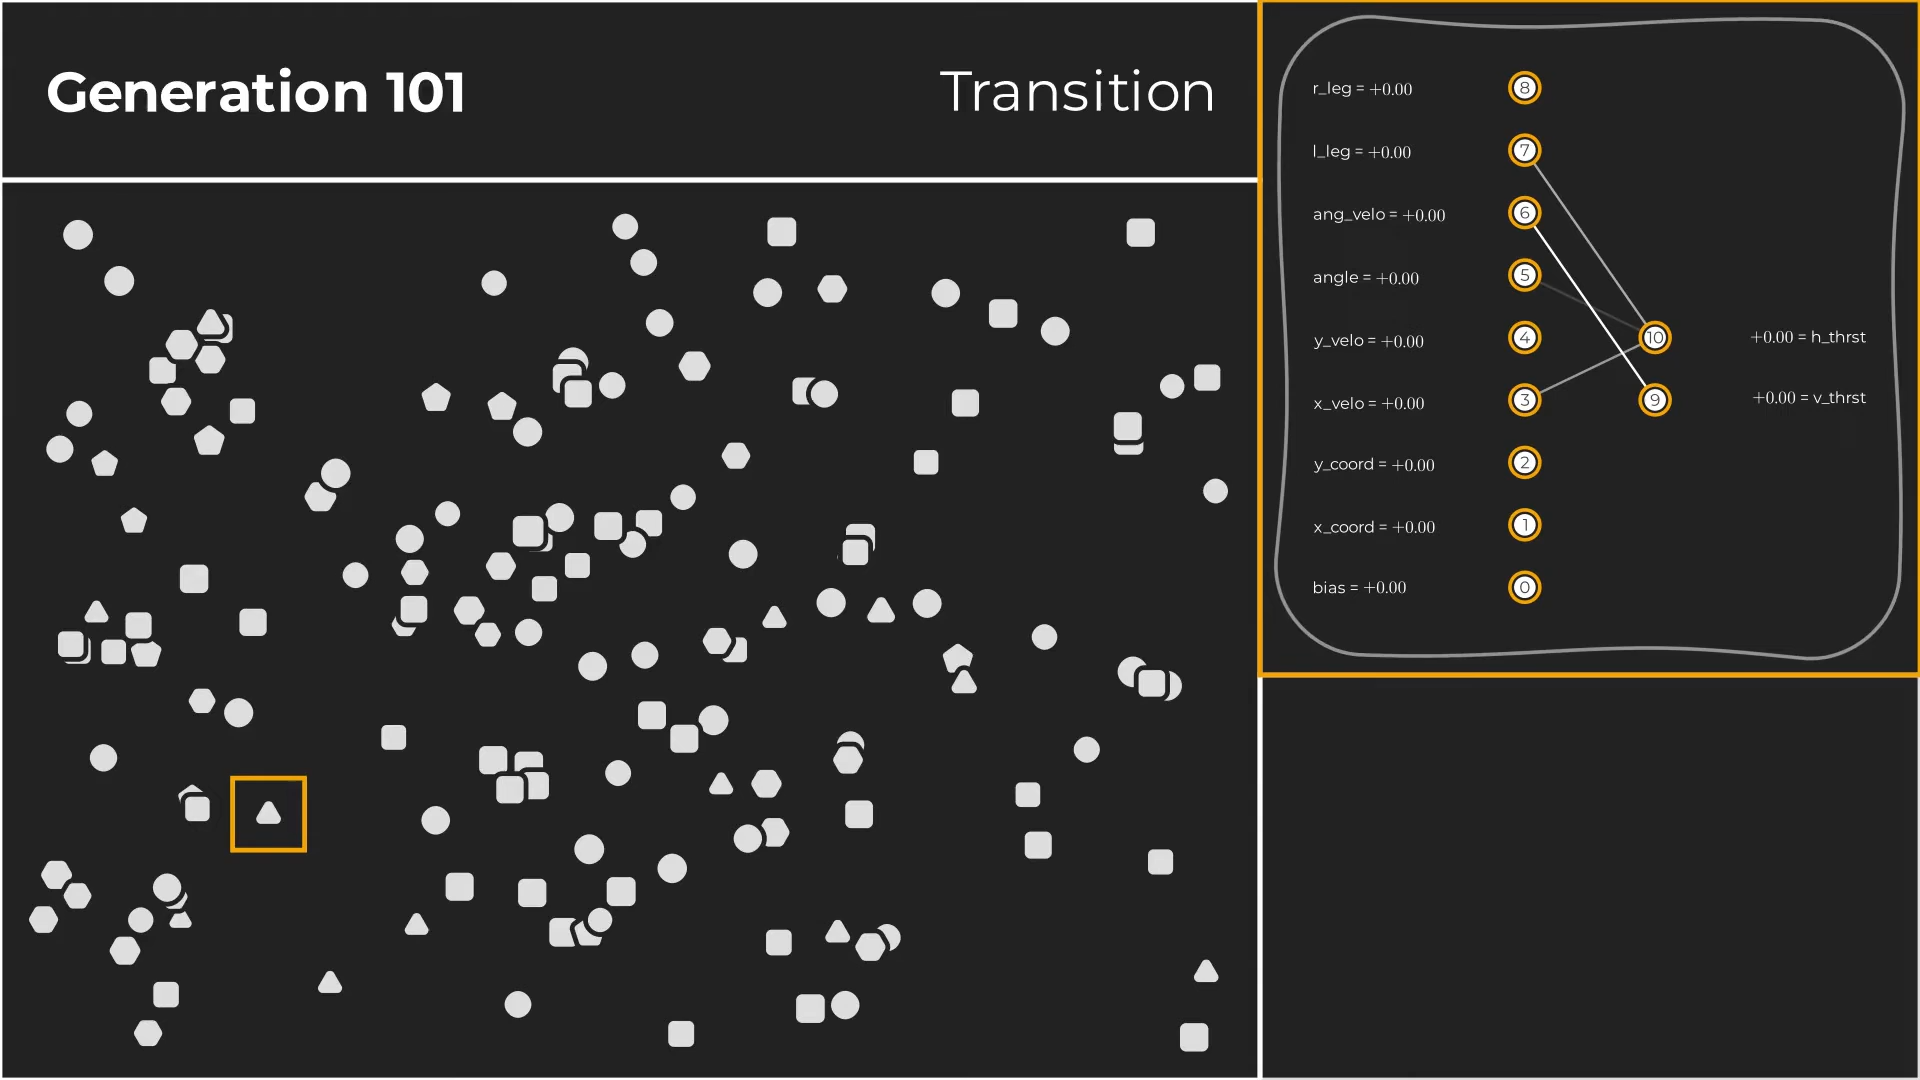 Generation 101
Transition
r_leg = +0.00 8
l_leg = +0.00 7
ang_velo = +0.00 6
angle = +0.00 5
y_velo = +0.00 4 10 +0.00 = h_thrst
x_velo = +0.00 3 9 +0.00 = v_thrst
y_coord = +0.00 2
x_coord = +0.00 1
bias = +0.00 0